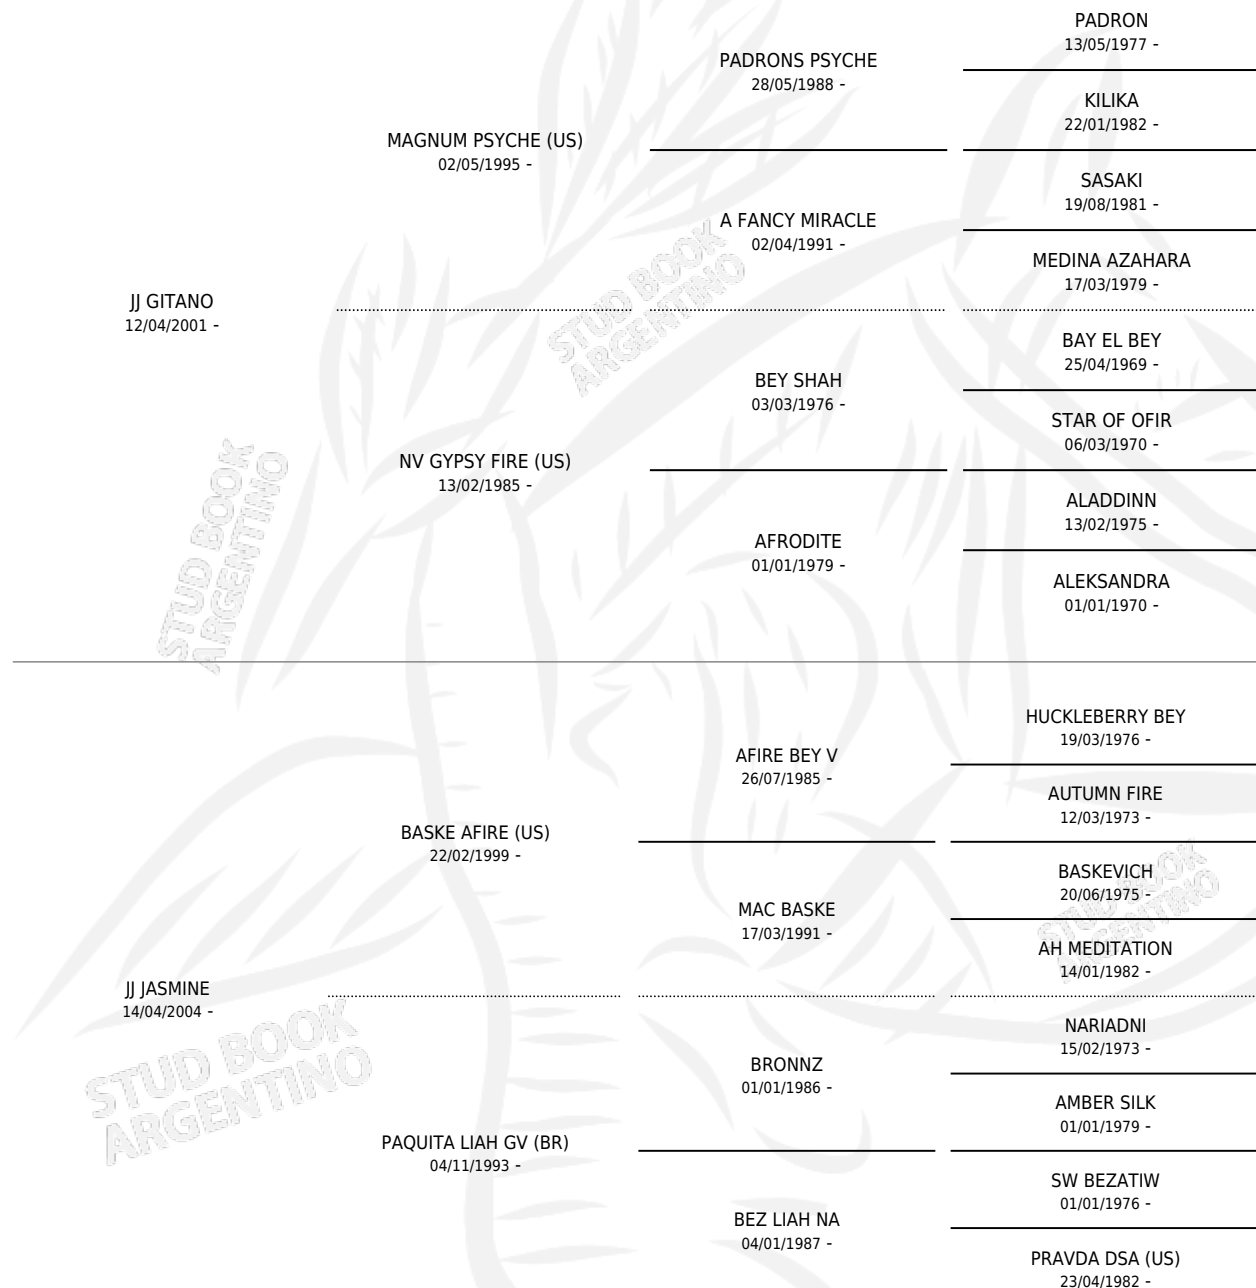 PADRON
13/05/1977 -
PADRONS PSYCHE
28/05/1988 -
KILIKA
22/01/1982 -
MAGNUM PSYCHE (US)
02/05/1995 -
SASAKI
19/08/1981 -
A FANCY MIRACLE
02/04/1991 -
MEDINA AZAHARA
17/03/1979 -
JJ GITANO
12/04/2001 -
BAY EL BEY
25/04/1969 -
BEY SHAH
03/03/1976 -
STAR OF OFIR
06/03/1970 -
NV GYPSY FIRE (US)
13/02/1985 -
ALADDINN
13/02/1975 -
AFRODITE
01/01/1979 -
ALEKSANDRA
01/01/1970 -
HUCKLEBERRY BEY
19/03/1976 -
AFIRE BEY V
26/07/1985 -
AUTUMN FIRE
12/03/1973 -
BASKE AFIRE (US)
22/02/1999 -
BASKEVICH
20/06/1975 -
MAC BASKE
17/03/1991 -
AH MEDITATION
14/01/1982 -
JJ JASMINE
14/04/2004 -
NARIADNI
15/02/1973 -
BRONNZ
01/01/1986 -
AMBER SILK
01/01/1979 -
PAQUITA LIAH GV (BR)
04/11/1993 -
SW BEZATIW
01/01/1976 -
BEZ LIAH NA
04/01/1987 -
PRAVDA DSA (US)
23/04/1982 -
STUD BOOK
ARGENTINO
STUD BOOK
ARGENTINO
STUD BOOK
ARGENTINO
STUD BOOK
ARGENTINO